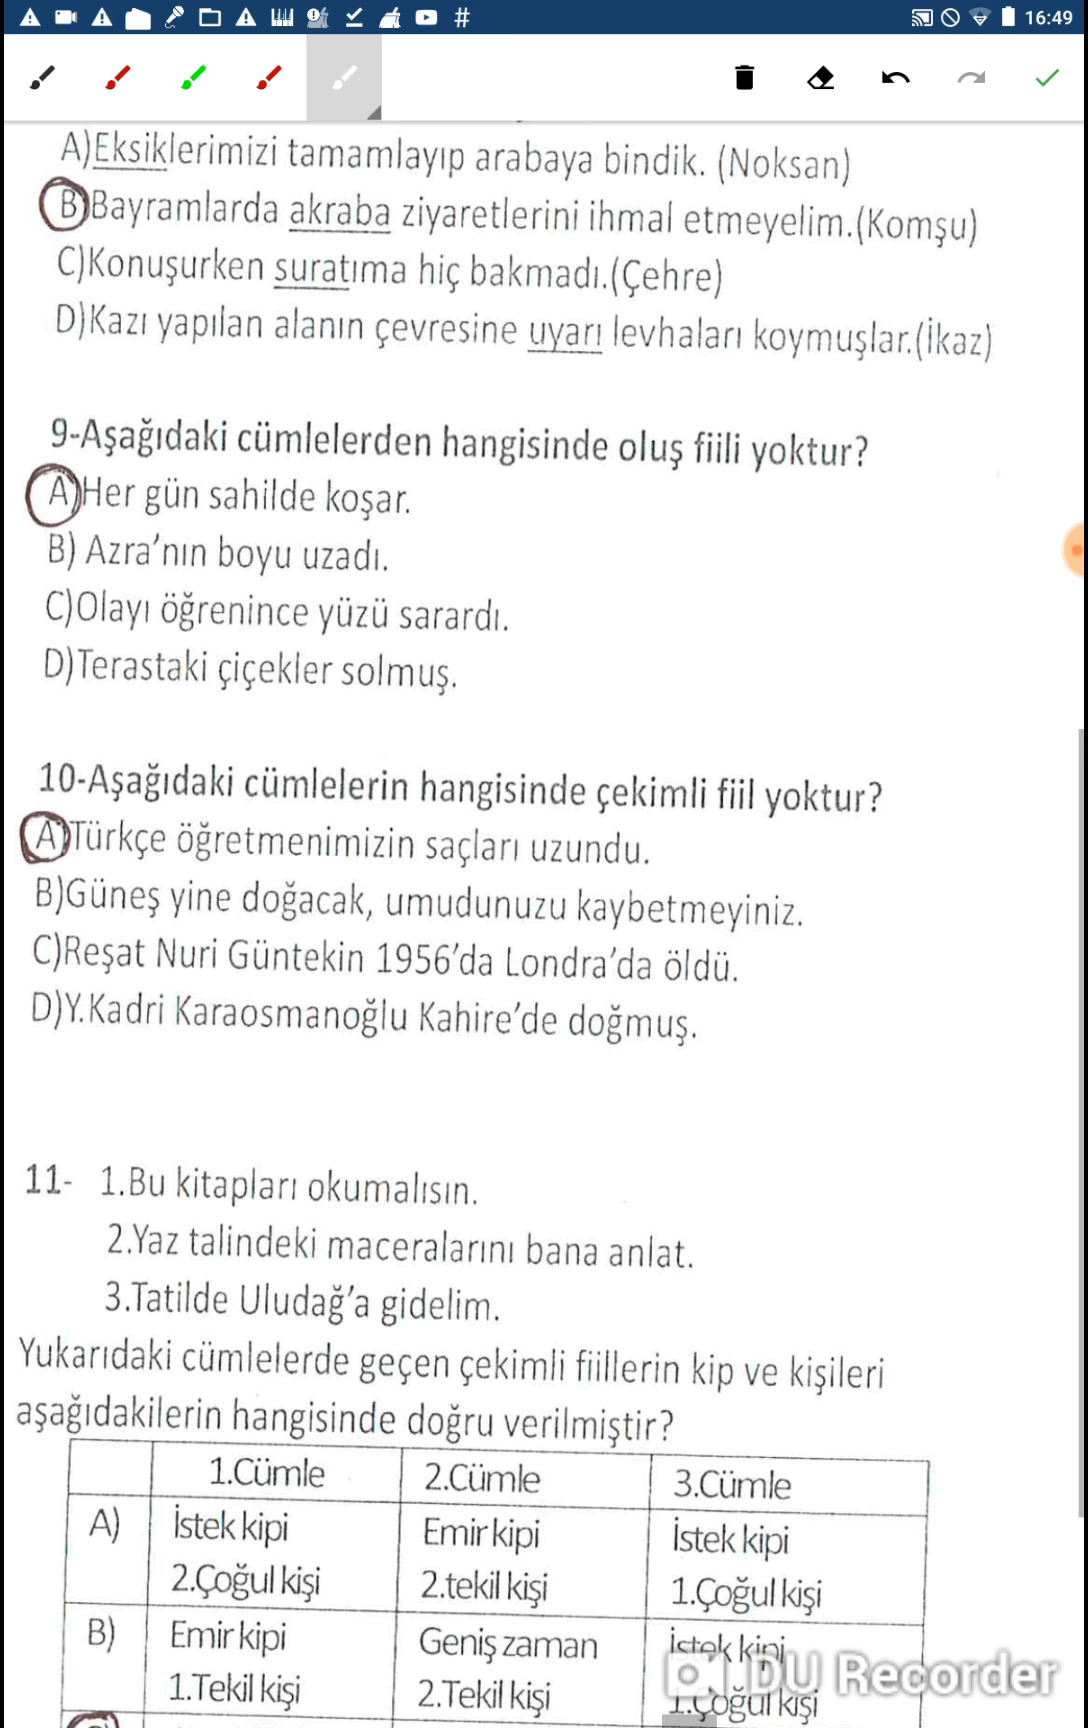 16:49
A)Eksiklerimizi tamamlayıp arabaya bindik. (Noksan)
B)Bayramlarda akraba ziyaretlerini ihmal etmeyelim.(Komşu)
C)Konuşurken suratıma hiç bakmadı.(Çehre)
D)Kazı yapılan alanın çevresine uyarı levhaları koymuşlar.(İkaz)
9-Aşağıdaki cümlelerden hangisinde oluş fiili yoktur?
A)Her gün sahilde koşar.
B) Azra’nın boyu uzadı.
C)Olayı öğrenince yüzü sarardı.
D)Terastaki çiçekler solmuş.
10-Aşağıdaki cümlelerin hangisinde çekimli fiil yoktur?
A)Türkçe öğretmenimizin saçları uzundu.
B)Güneş yine doğacak, umudunuzu kaybetmeyiniz.
C)Reşat Nuri Güntekin 1956’da Londra’da öldü.
D)Y.Kadri Karaosmanoğlu Kahire’de doğmuş.
11- 1.Bu kitapları okumalısın.
2.Yaz talindeki maceralarını bana anlat.
3.Tatilde Uludağ’a gidelim.
Yukarıdaki cümlelerde geçen çekimli fiillerin kip ve kişileri
aşağıdakilerin hangisinde doğru verilmiştir?
1.Cümle 2.Cümle 3.Cümle
A) İstek kipi Emir kipi İstek kipi
2.Çoğul kişi 2.tekil kişi 1.Çoğul kişi
B) Emir kipi Geniş zaman İstek kipi
1.Tekil kişi 2.Tekil kişi 1.Çoğul kişi
DU Recorder